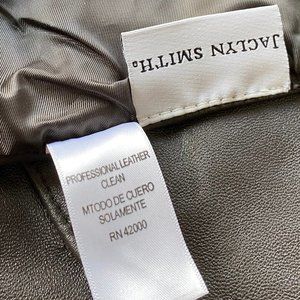 JACLYN SMITH®
PROFESSIONAL LEATHER
CLEAN
MTODO DE CUERO
SOLAMENTE
RN 42000